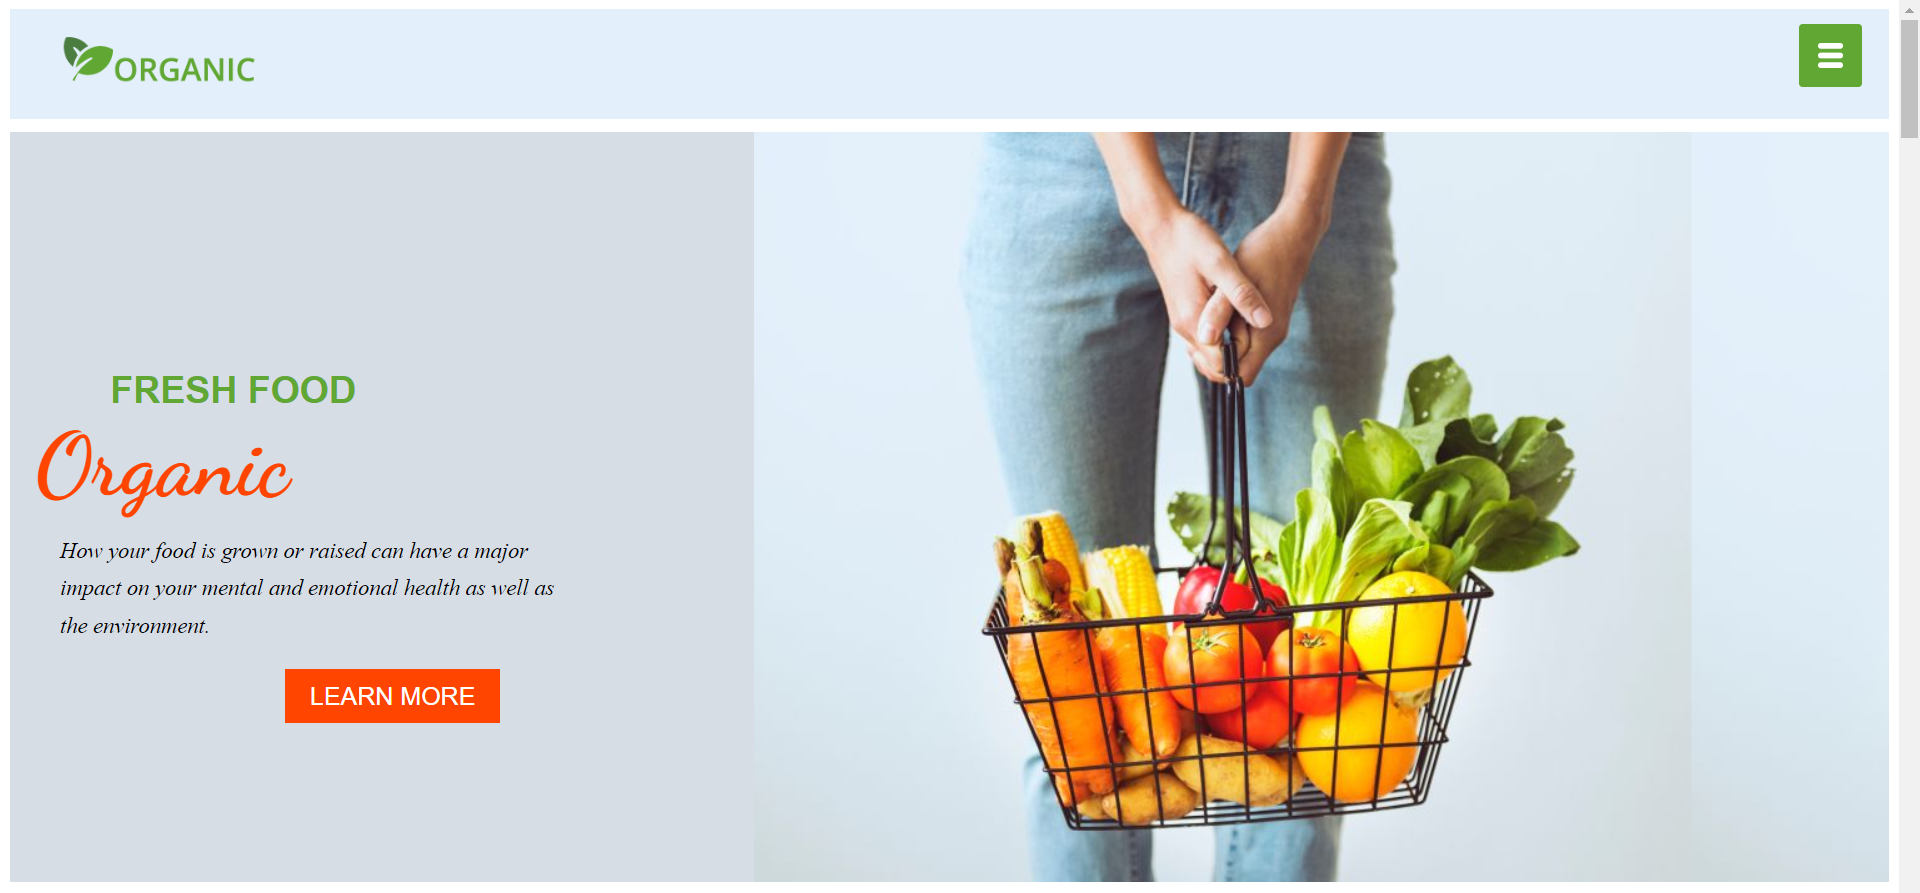 ORGANIC
FRESH FOOD
Organic
How your food is grown or raised can have a major
impact on your mental and emotional health as well as
the environment.
LEARN MORE